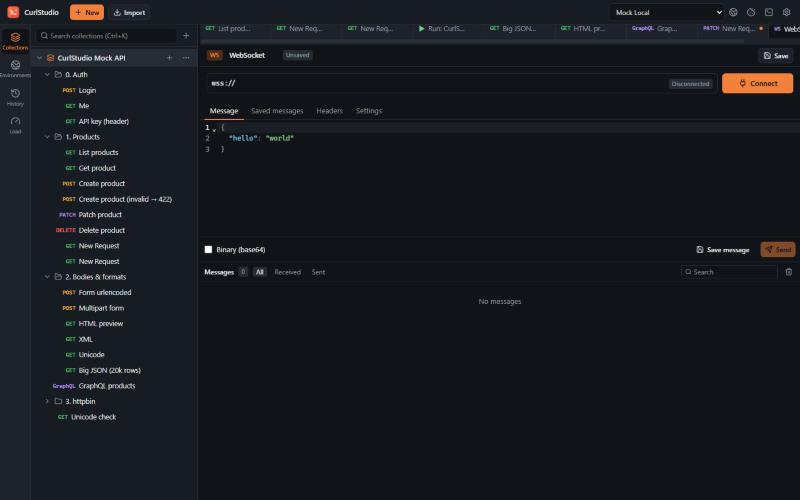 CurlStudio
+ New
Import
Mock Local
Collections
Environments
History
Load
Search collections (Ctrl+K)
CurlStudio Mock API
0. Auth
POST Login
GET Me
GET API key (header)
1. Products
GET List products
GET Get product
POST Create product
POST Create product (invalid → 422)
PATCH Patch product
DELETE Delete product
GET New Request
GET New Request
2. Bodies & formats
POST Form urlencoded
POST Multipart form
GET HTML preview
GET XML
GET Unicode
GET Big JSON (20k rows)
GraphQL GraphQL products
3. httpbin
GET Unicode check
GET List prod...
GET New Req...
GET New Req...
Run: CurlS...
GET Big JSON...
GET HTML pr...
GraphQL Grap...
PATCH New Req...
WS WebS
WS WebSocket Unsaved
Save
wss://
Disconnected
Connect
Message Saved messages Headers Settings
1 {
2 "hello": "world"
3 }
Binary (base64)
Save message
Send
Messages 0 All Received Sent
Search
No messages